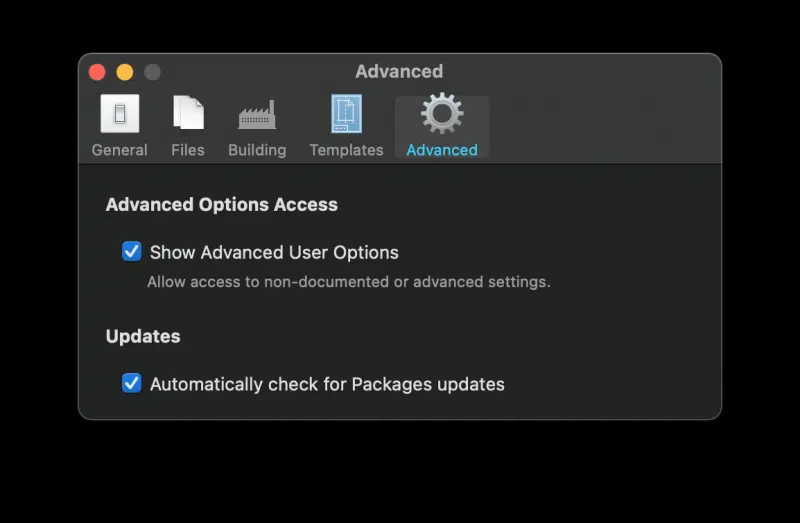 Advanced
General Files Building Templates Advanced
Advanced Options Access
Show Advanced User Options
Allow access to non-documented or advanced settings.
Updates
Automatically check for Packages updates